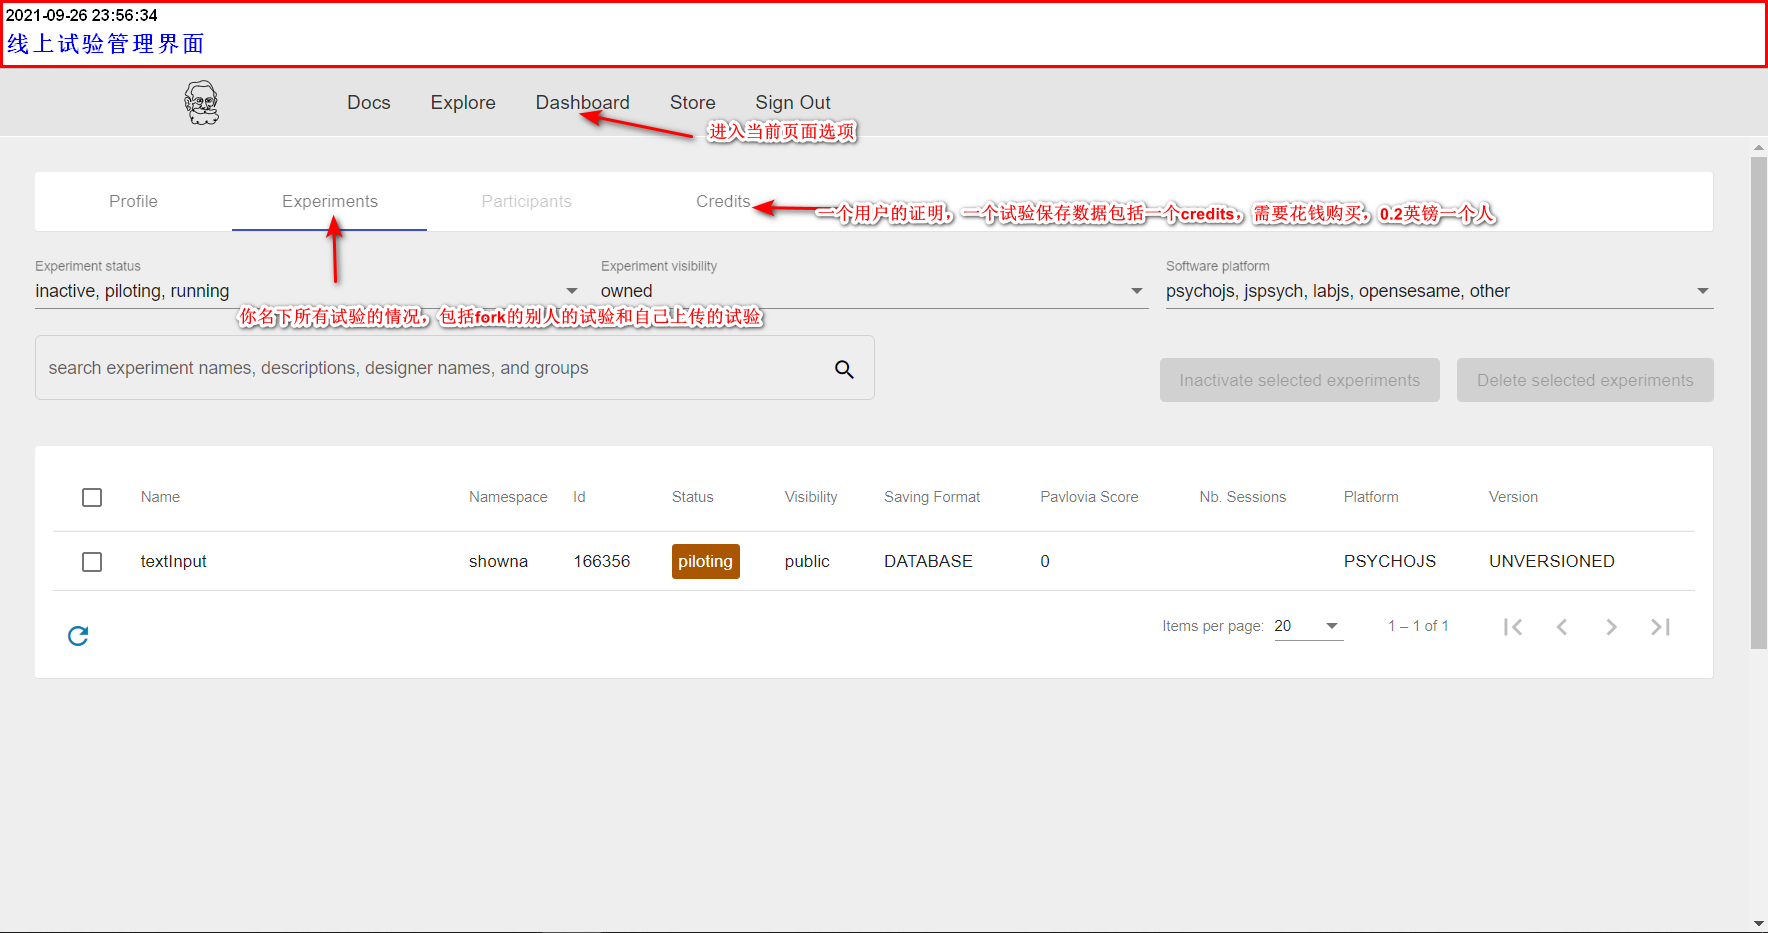 2021-09-26 23:56:34
线上试验管理界面
Docs Explore Dashboard Store Sign Out
进入当前页面选项
Profile Experiments Participants Credits
一个用户的证明，一个试验保存数据包括一个credits，需要花钱购买，0.2英镑一个人
Experiment status Experiment visibility Software platform
inactive, piloting, running owned psychojs, jspsych, labjs, opensesame, other
你名下所有试验的情况，包括fork的别人的试验和自己上传的试验
search experiment names, descriptions, designer names, and groups
Inactivate selected experiments Delete selected experiments
Name Namespace Id Status Visibility Saving Format Pavlovia Score Nb. Sessions Platform Version
textInput showna 166356 piloting public DATABASE 0 PSYCHOJS UNVERSIONED
Items per page: 20 1 – 1 of 1